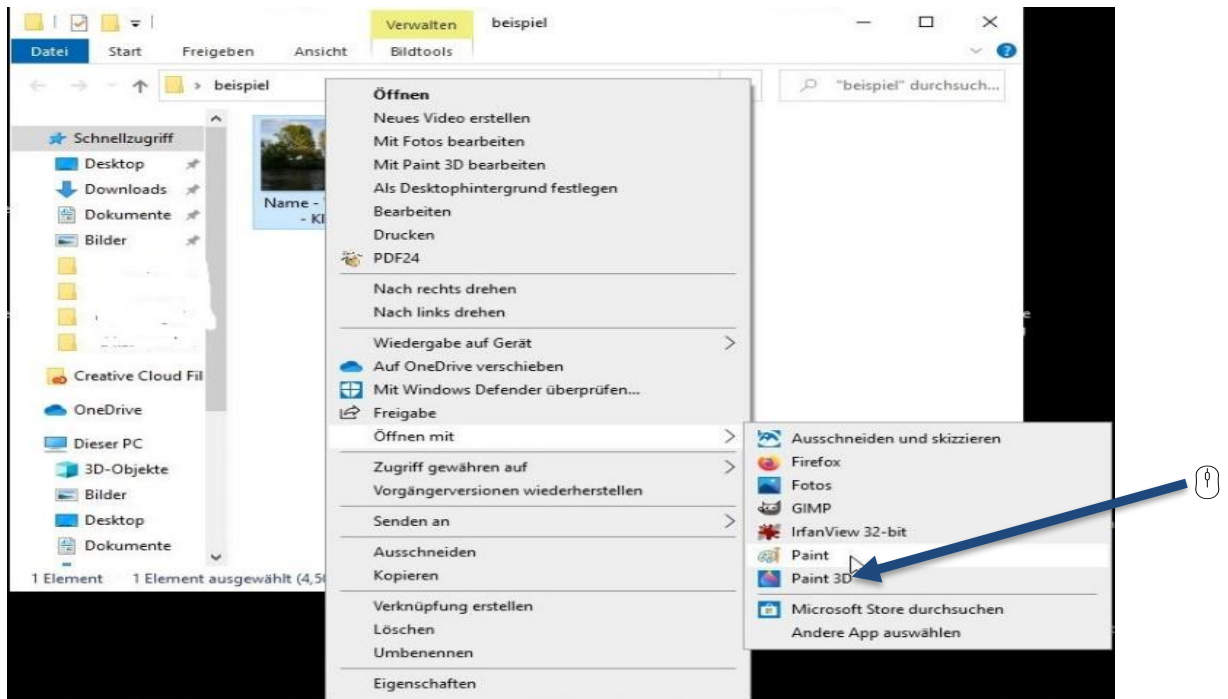 Verwalten beispiel
Datei Start Freigeben Ansicht Bildtools
beispiel
"beispiel" durchsuch...
Schnellzugriff
Desktop
Downloads
Dokumente
Bilder
Creative Cloud Fil
OneDrive
Dieser PC
3D-Objekte
Bilder
Desktop
Dokumente
1 Element 1 Element ausgewählt (4,5
Name -
- Kl
Öffnen
Neues Video erstellen
Mit Fotos bearbeiten
Mit Paint 3D bearbeiten
Als Desktophintergrund festlegen
Bearbeiten
Drucken
PDF24
Nach rechts drehen
Nach links drehen
Wiedergabe auf Gerät
Auf OneDrive verschieben
Mit Windows Defender überprüfen...
Freigabe
Öffnen mit
Zugriff gewähren auf
Vorgängerversionen wiederherstellen
Senden an
Ausschneiden
Kopieren
Verknüpfung erstellen
Löschen
Umbenennen
Eigenschaften
Ausschneiden und skizzieren
Firefox
Fotos
GIMP
IrfanView 32-bit
Paint
Paint 3D
Microsoft Store durchsuchen
Andere App auswählen